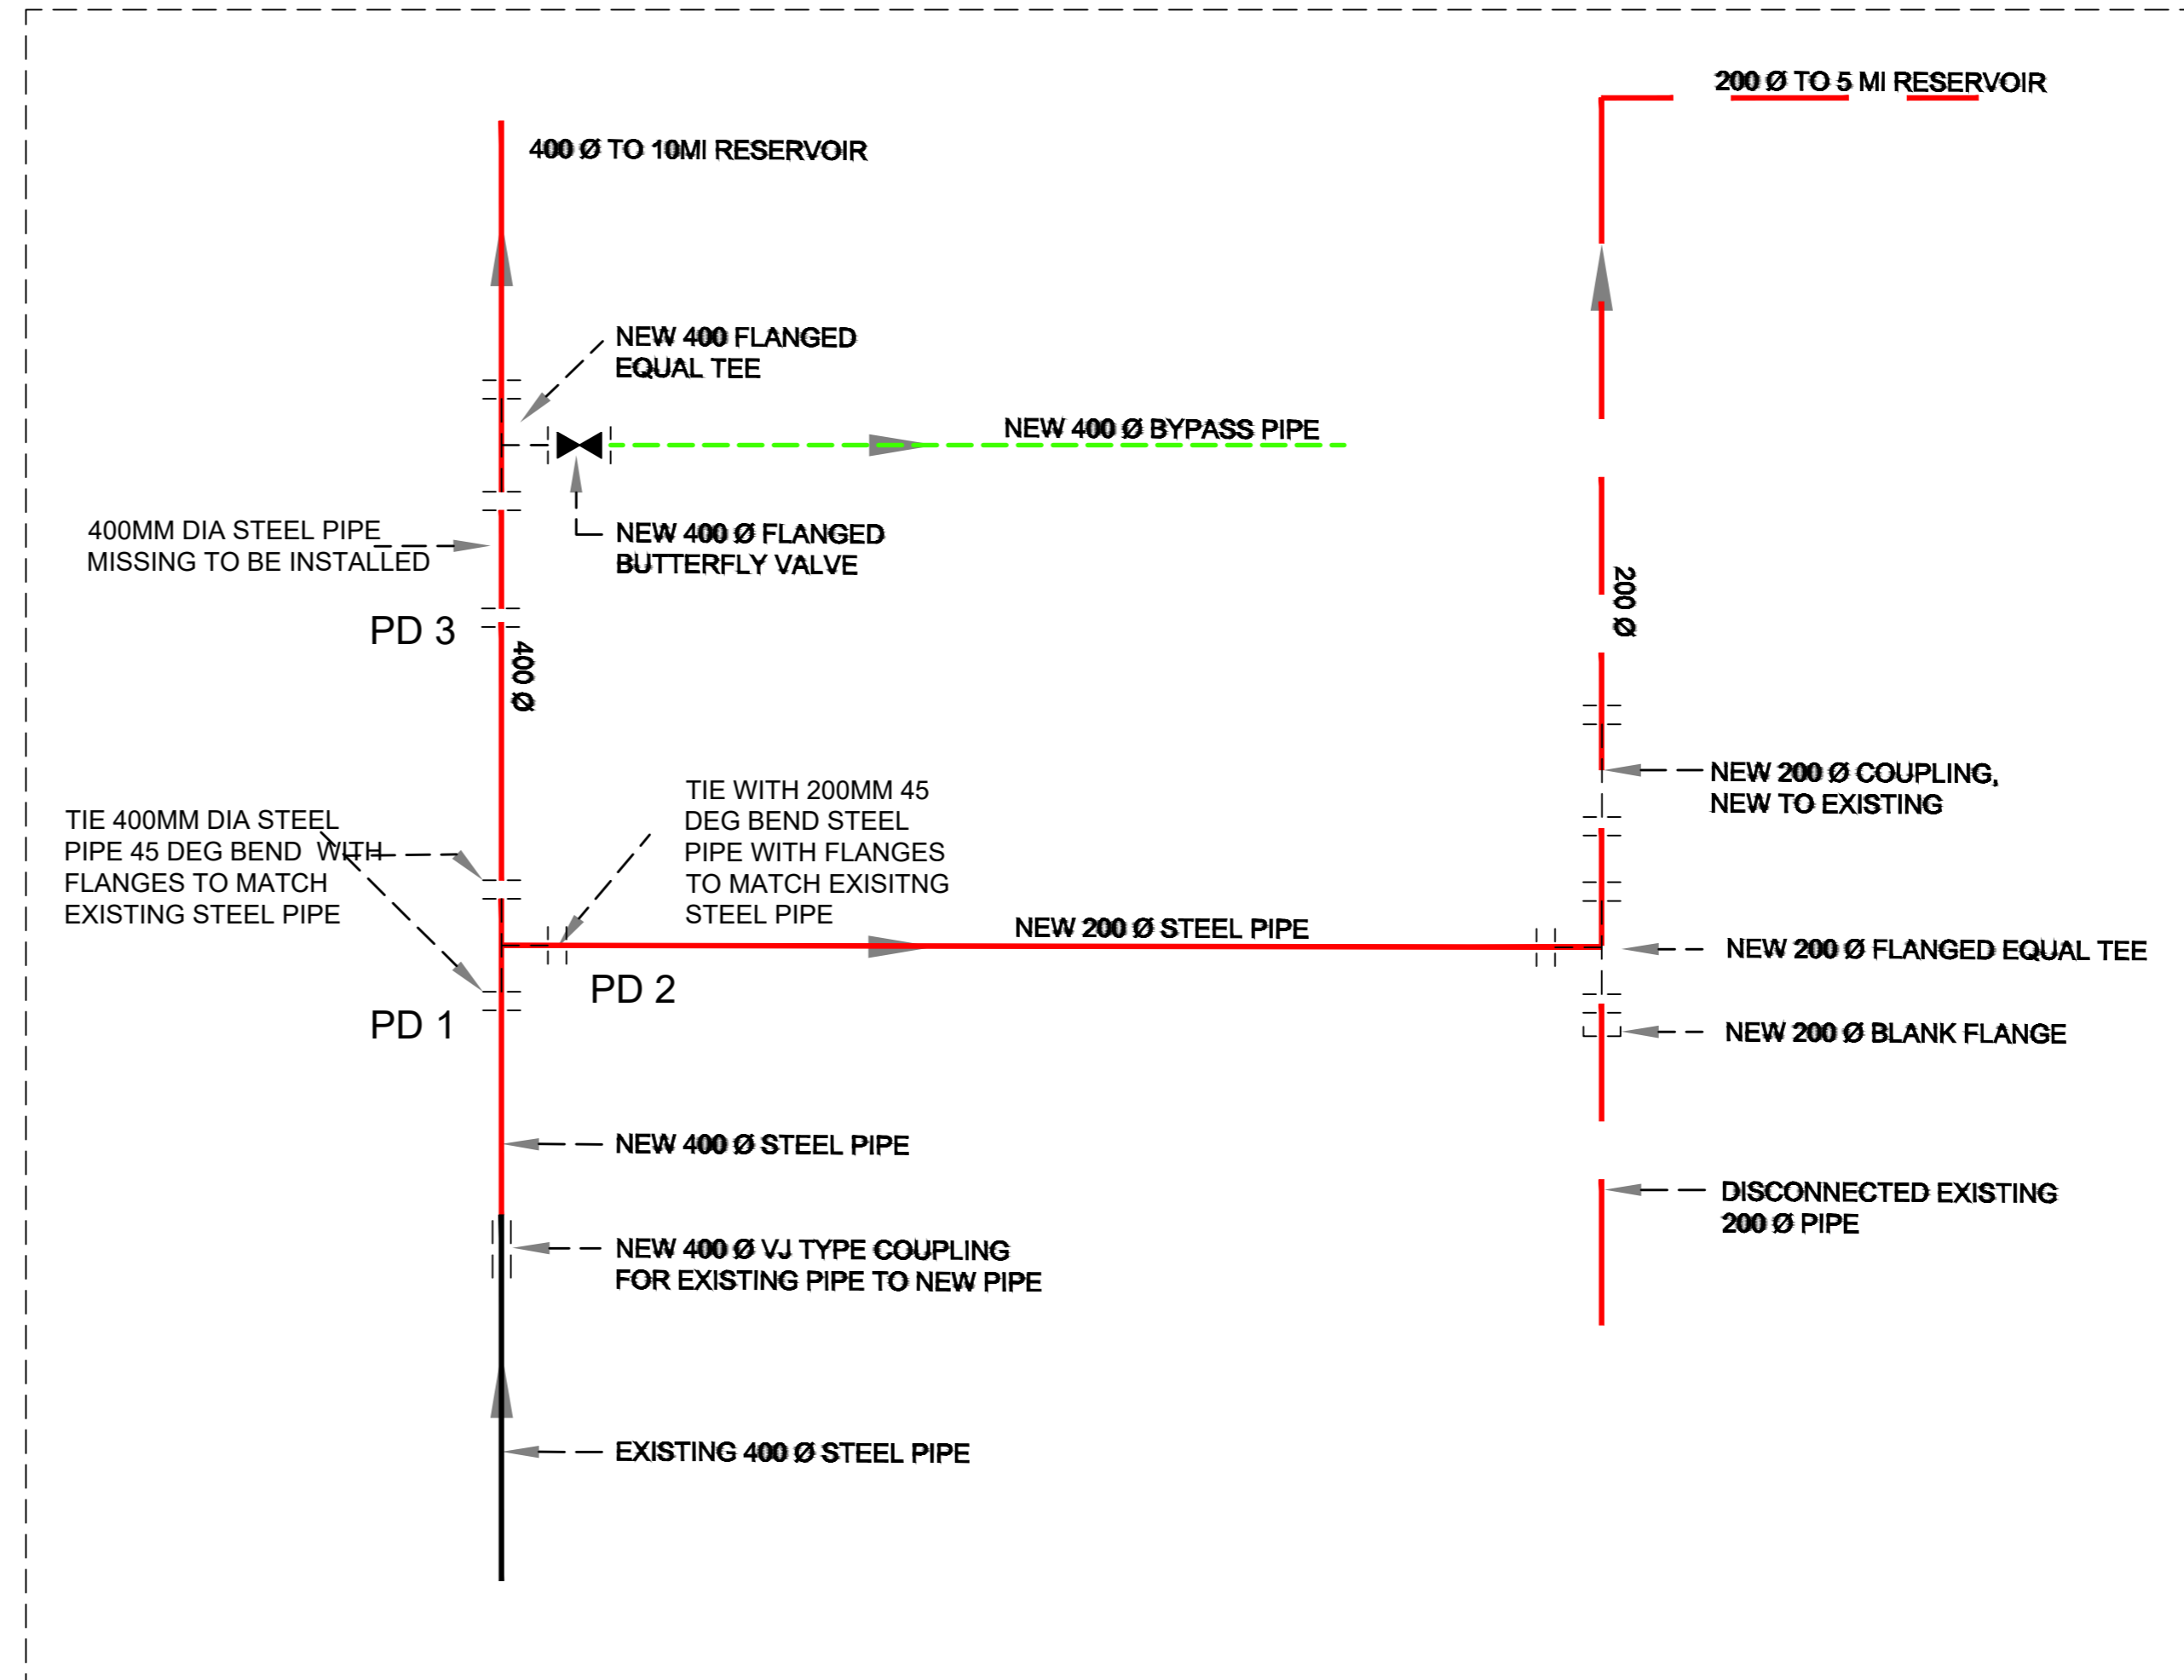 200 Ø TO 5 MI RESERVOIR
400 Ø TO 10MI RESERVOIR
NEW 400 FLANGED
EQUAL TEE
NEW 400 Ø BYPASS PIPE
400MM DIA STEEL PIPE
MISSING TO BE INSTALLED
NEW 400 Ø FLANGED
BUTTERFLY VALVE
PD 3
400 Ø
200 Ø
TIE 400MM DIA STEEL
PIPE 45 DEG BEND WITH
FLANGES TO MATCH
EXISTING STEEL PIPE
TIE WITH 200MM 45
DEG BEND STEEL
PIPE WITH FLANGES
TO MATCH EXISITNG
STEEL PIPE
NEW 200 Ø COUPLING,
NEW TO EXISTING
NEW 200 Ø STEEL PIPE
NEW 200 Ø FLANGED EQUAL TEE
PD 2
PD 1
NEW 200 Ø BLANK FLANGE
NEW 400 Ø STEEL PIPE
DISCONNECTED EXISTING
200 Ø PIPE
NEW 400 Ø VJ TYPE COUPLING
FOR EXISTING PIPE TO NEW PIPE
EXISTING 400 Ø STEEL PIPE